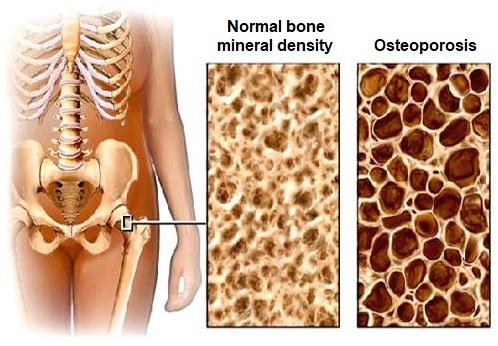 Normal bone
mineral density
Osteoporosis